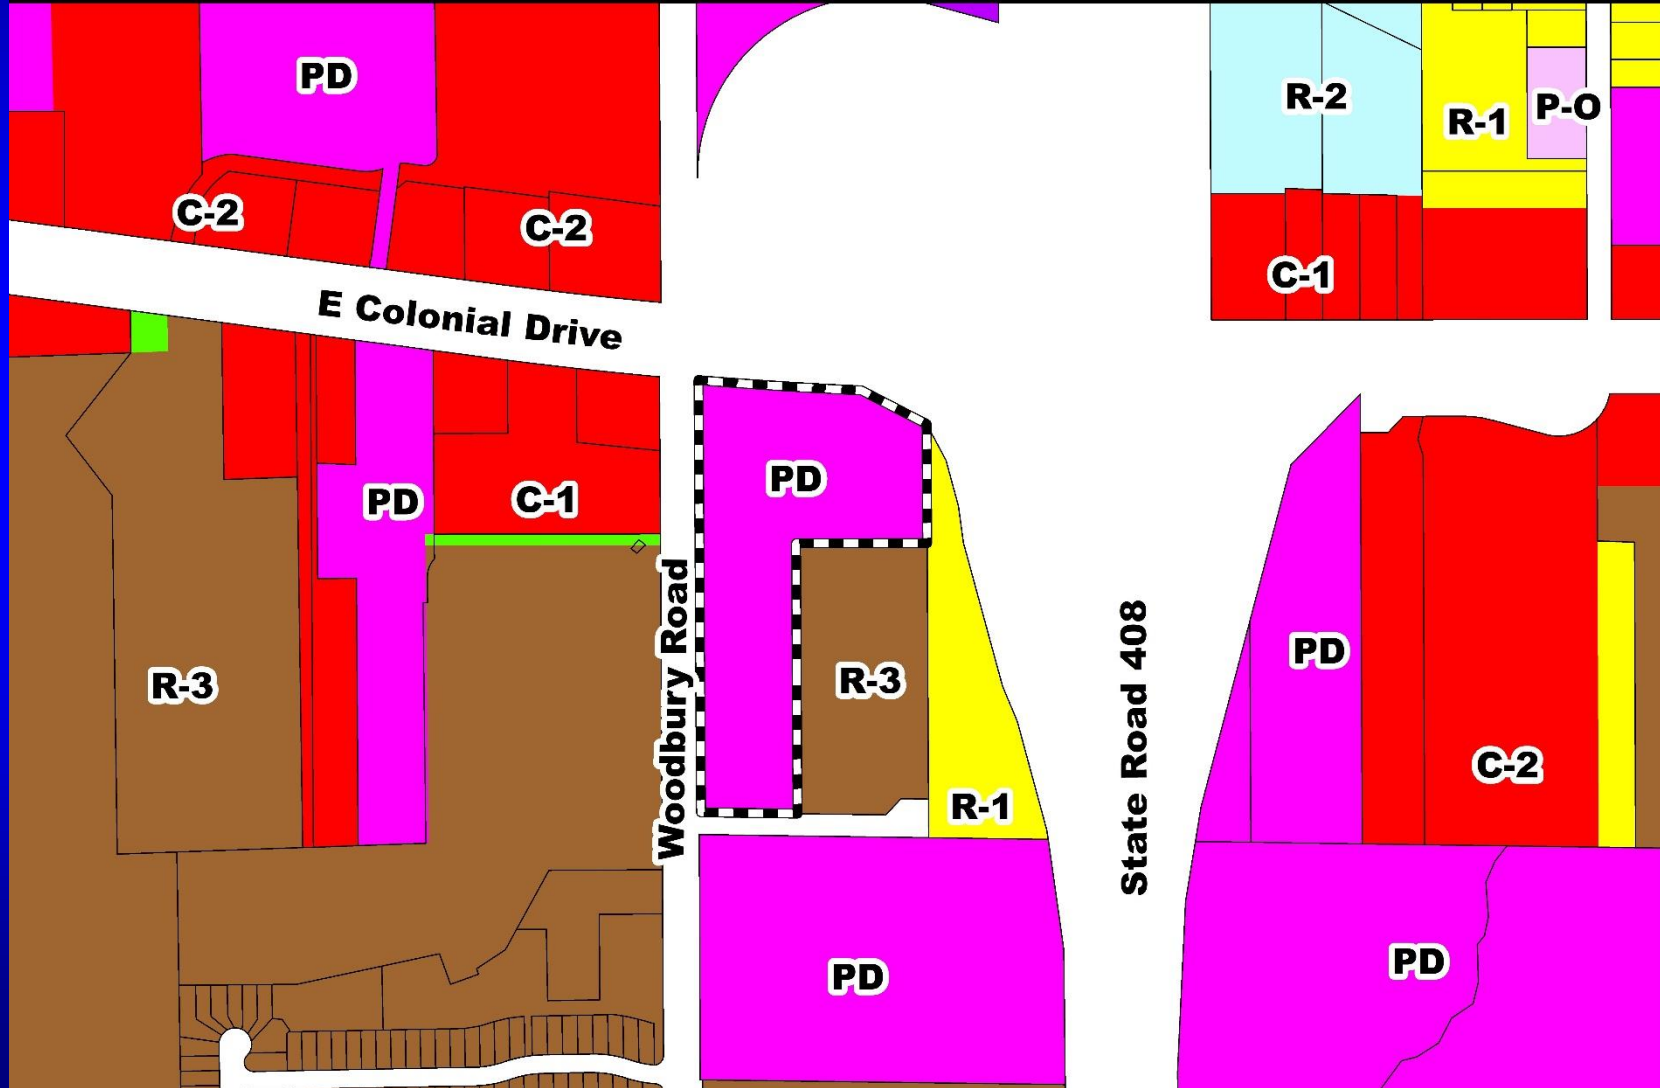 PD
R-2
P-O
R-1
C-2
C-2
C-1
E Colonial Drive
PD
PD
C-1
Woodbury Road
State Road 408
PD
R-3
R-3
C-2
R-1
PD
PD